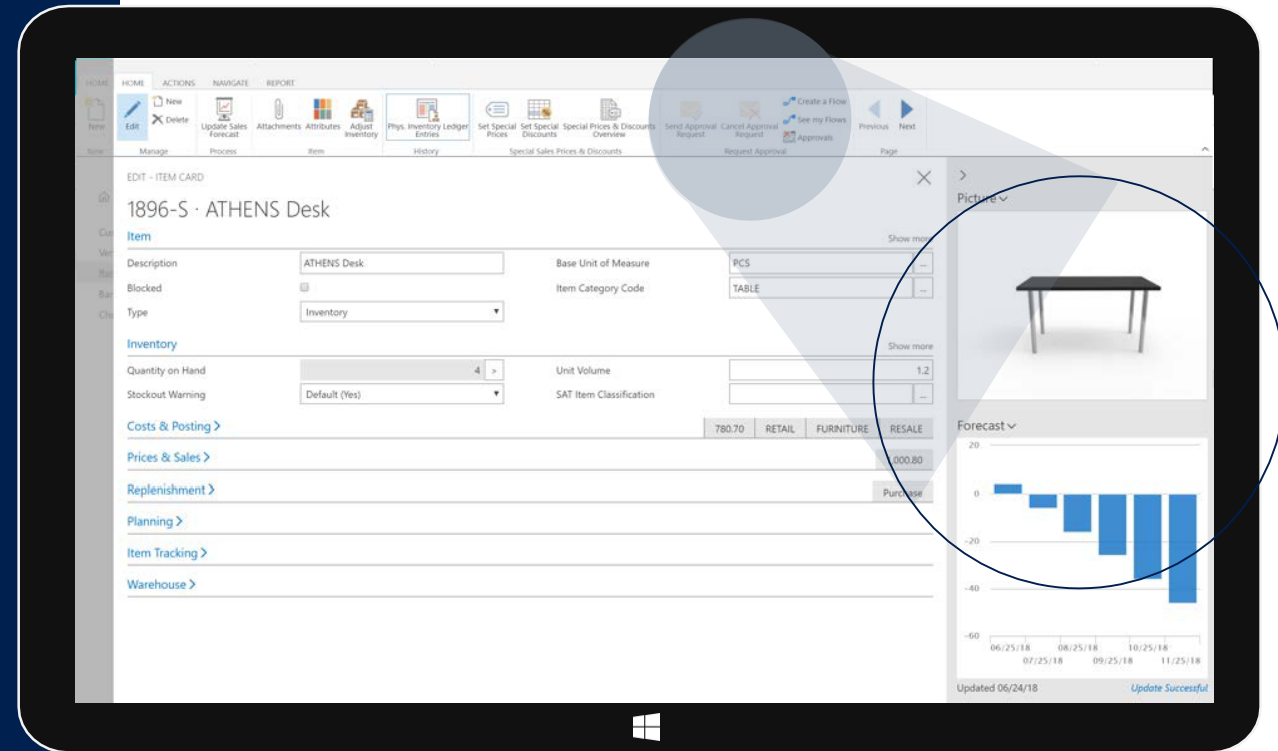 HOME HOME ACTIONS NAVIGATE REPORT
New Edit New Delete Update Sales Forecast Attachments Attributes Adjust Inventory Phys. Inventory Ledger Entries Set Special Prices Set Special Discounts Special Prices & Discounts Overview Send Approval Request Cancel Approval Request Create a Flow See my Flows Approvals Previous Next
New Manage Process Item History Special Sales Prices & Discounts Request Approval Page
EDIT - ITEM CARD
1896-S · ATHENS Desk
Item Show more
Description ATHENS Desk Base Unit of Measure PCS ...
Blocked Item Category Code TABLE ...
Type Inventory
Inventory Show more
Quantity on Hand 4 > Unit Volume 1.2
Stockout Warning Default (Yes) SAT Item Classification ...
Costs & Posting > 780.70 RETAIL FURNITURE RESALE
Prices & Sales > 000.80
Replenishment > Purchase
Planning >
Item Tracking >
Warehouse >
Picture
Forecast
20
0
-20
-40
-60
06/25/18 08/25/18 10/25/18
07/25/18 09/25/18 11/25/18
Updated 06/24/18 Update Successful